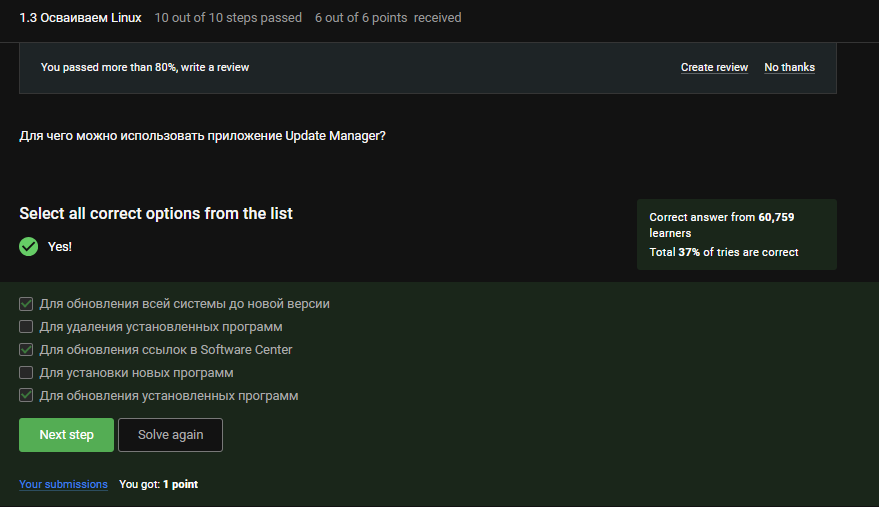 1.3 Осваиваем Linux 10 out of 10 steps passed 6 out of 6 points received
You passed more than 80%, write a review Create review No thanks
Для чего можно использовать приложение Update Manager?
Select all correct options from the list
Yes!
Correct answer from 60,759
learners
Total 37% of tries are correct
Для обновления всей системы до новой версии
Для удаления установленных программ
Для обновления ссылок в Software Center
Для установки новых программ
Для обновления установленных программ
Next step Solve again
Your submissions You got: 1 point